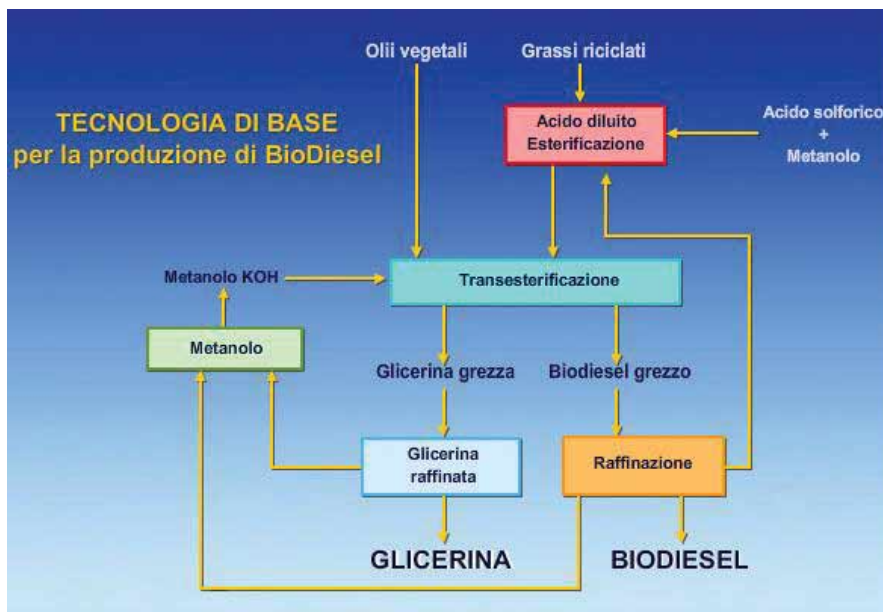 Olii vegetali
Grassi riciclati
TECNOLOGIA DI BASE
per la produzione di BioDiesel
Acido diluito
Esterificazione
Acido solforico
+
Metanolo
Metanolo KOH
Transesterificazione
Metanolo
Glicerina grezza
Biodiesel grezzo
Glicerina
raffinata
Raffinazione
GLICERINA
BIODIESEL